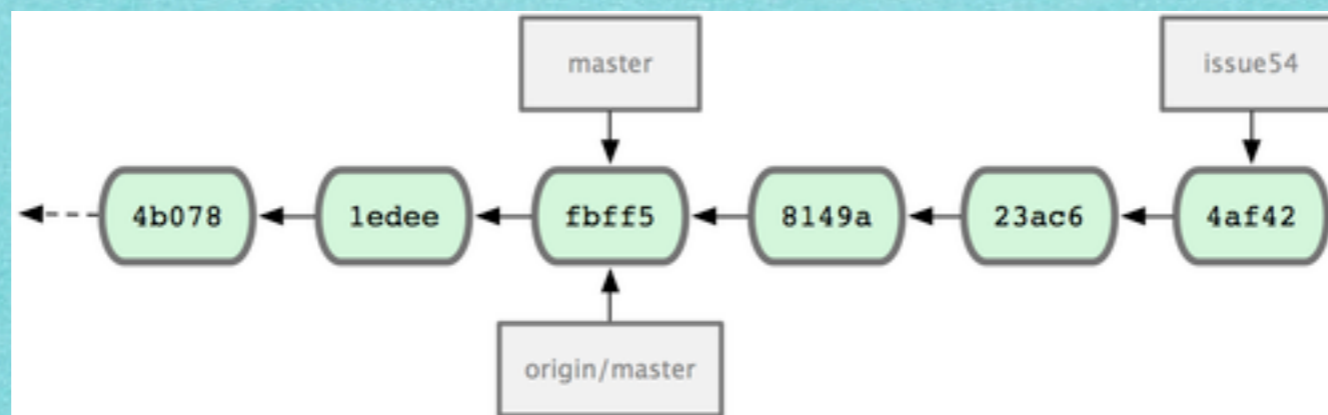 master
issue54
4b078
1edee
fbff5
8149a
23ac6
4af42
origin/master